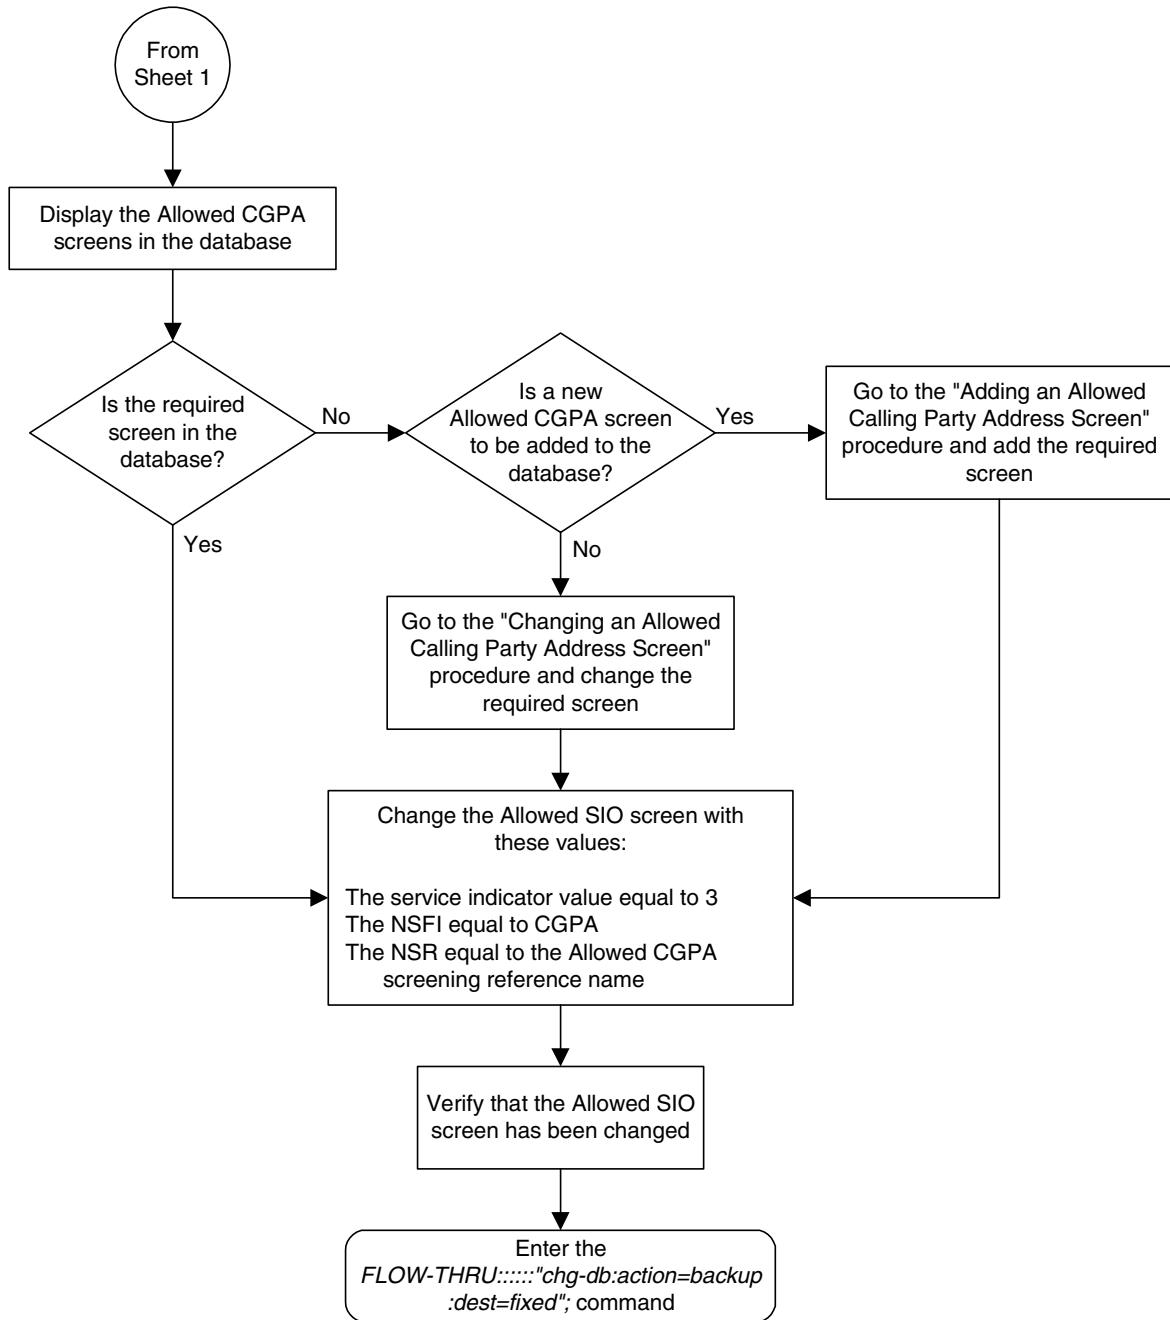 From
Sheet 1
Display the Allowed CGPA
screens in the database
Is the required
screen in the
database?
No
Yes
Is a new
Allowed CGPA screen
to be added to the
database?
Yes
No
Go to the "Adding an Allowed
Calling Party Address Screen"
procedure and add the required
screen
Go to the "Changing an Allowed
Calling Party Address Screen"
procedure and change the
required screen
Change the Allowed SIO screen with
these values:
The service indicator value equal to 3
The NSFI equal to CGPA
The NSR equal to the Allowed CGPA
screening reference name
Verify that the Allowed SIO
screen has been changed
Enter the
FLOW-THRU::::::"chg-db:action=backup
:dest=fixed"; command